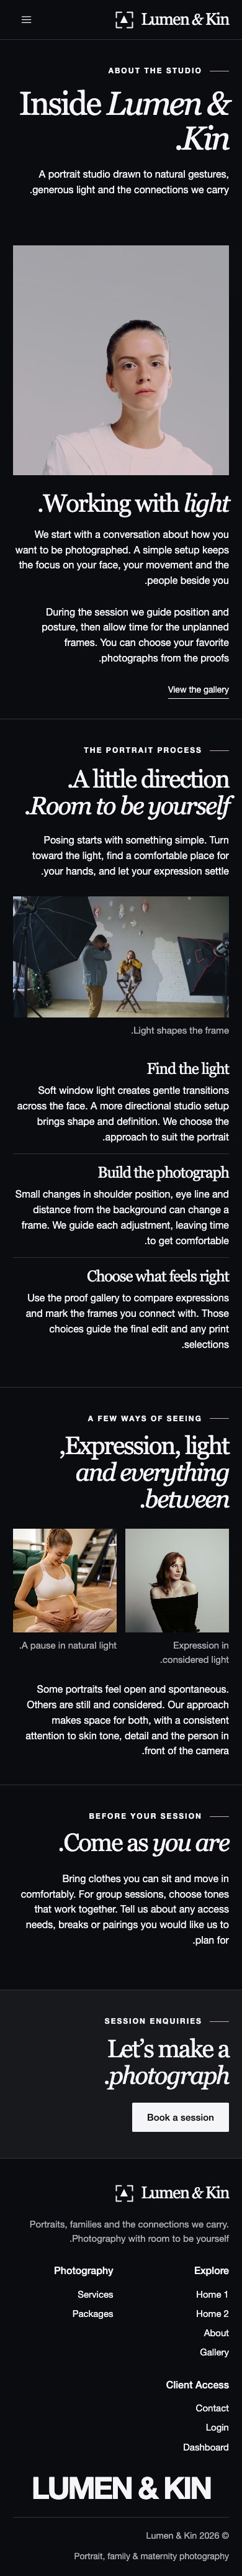 Lumen & Kin
ABOUT THE STUDIO
Inside Lumen &
.Kin
A portrait studio drawn to natural gestures,
.generous light and the connections we carry
.Working with light
We start with a conversation about how you
want to be photographed. A simple setup keeps
the focus on your face, your movement and the
.people beside you
During the session we guide position and
posture, then allow time for the unplanned
frames. You can choose your favorite
.photographs from the proofs
View the gallery
THE PORTRAIT PROCESS
.A little direction
.Room to be yourself
Posing starts with something simple. Turn
toward the light, find a comfortable place for
.your hands, and let your expression settle
.Light shapes the frame
Find the light
Soft window light creates gentle transitions
across the face. A more directional studio setup
brings shape and definition. We choose the
.approach to suit the portrait
Build the photograph
Small changes in shoulder position, eye line and
distance from the background can change a
frame. We guide each adjustment, leaving time
.to get comfortable
Choose what feels right
Use the proof gallery to compare expressions
and mark the frames you connect with. Those
choices guide the final edit and any print
.selections
A FEW WAYS OF SEEING
,Expression, light
and everything
.between
Expression in
.considered light
.A pause in natural light
Some portraits feel open and spontaneous.
Others are still and considered. Our approach
makes space for both, with a consistent
attention to skin tone, detail and the person in
.front of the camera
BEFORE YOUR SESSION
.Come as you are
Bring clothes you can sit and move in
comfortably. For group sessions, choose tones
that work together. Tell us about any access
needs, breaks or pairings you would like us to
.plan for
SESSION ENQUIRIES
Let’s make a
.photograph
Book a session
Lumen & Kin
Portraits, families and the connections we carry.
.Photography with room to be yourself
Explore
Home 1
Home 2
About
Gallery
Photography
Services
Packages
Client Access
Contact
Login
Dashboard
LUMEN & KIN
Lumen & Kin 2026 ©
Portrait, family & maternity photography